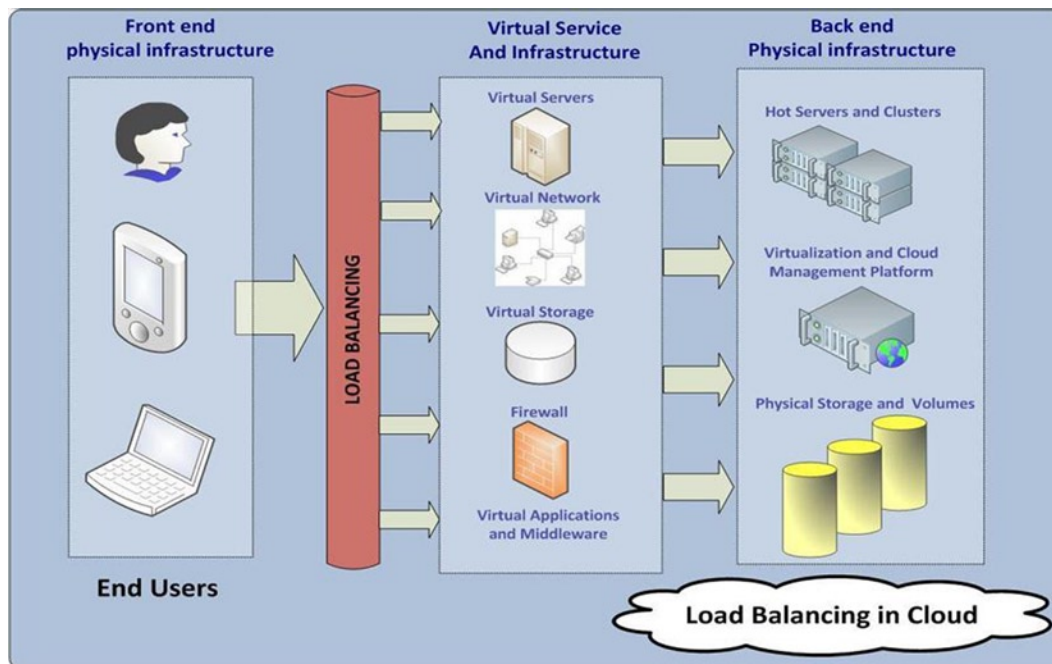 Front end
physical infrastructure
Virtual Service
And Infrastructure
Back end
Physical infrastructure
LOAD BALANCING
Virtual Servers
Virtual Network
Virtual Storage
Firewall
Virtual Applications
and Middleware
Hot Servers and Clusters
Virtualization and Cloud
Management Platform
Physical Storage and Volumes
End Users
Load Balancing in Cloud